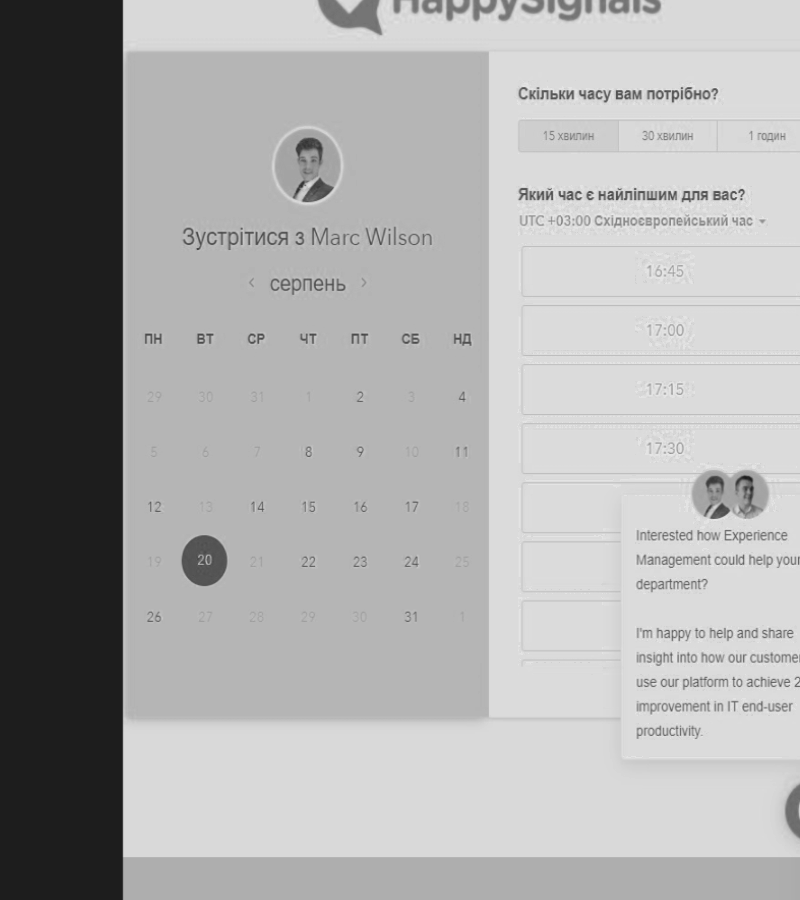 HappySignals
Зустрітися з Marc Wilson
‹ серпень ›
ПН ВТ СР ЧТ ПТ СБ НД
29 30 31 1 2 3 4
5 6 7 8 9 10 11
12 13 14 15 16 17 18
19 20 21 22 23 24 25
26 27 28 29 30 31 1
Скільки часу вам потрібно?
15 хвилин 30 хвилин 1 годин
Який час є найліпшим для вас?
UTC +03:00 Східноєвропейський час
16:45
17:00
17:15
17:30
Interested how Experience
Management could help your
department?
I'm happy to help and share
insight into how our customer
use our platform to achieve 2
improvement in IT end-user
productivity.